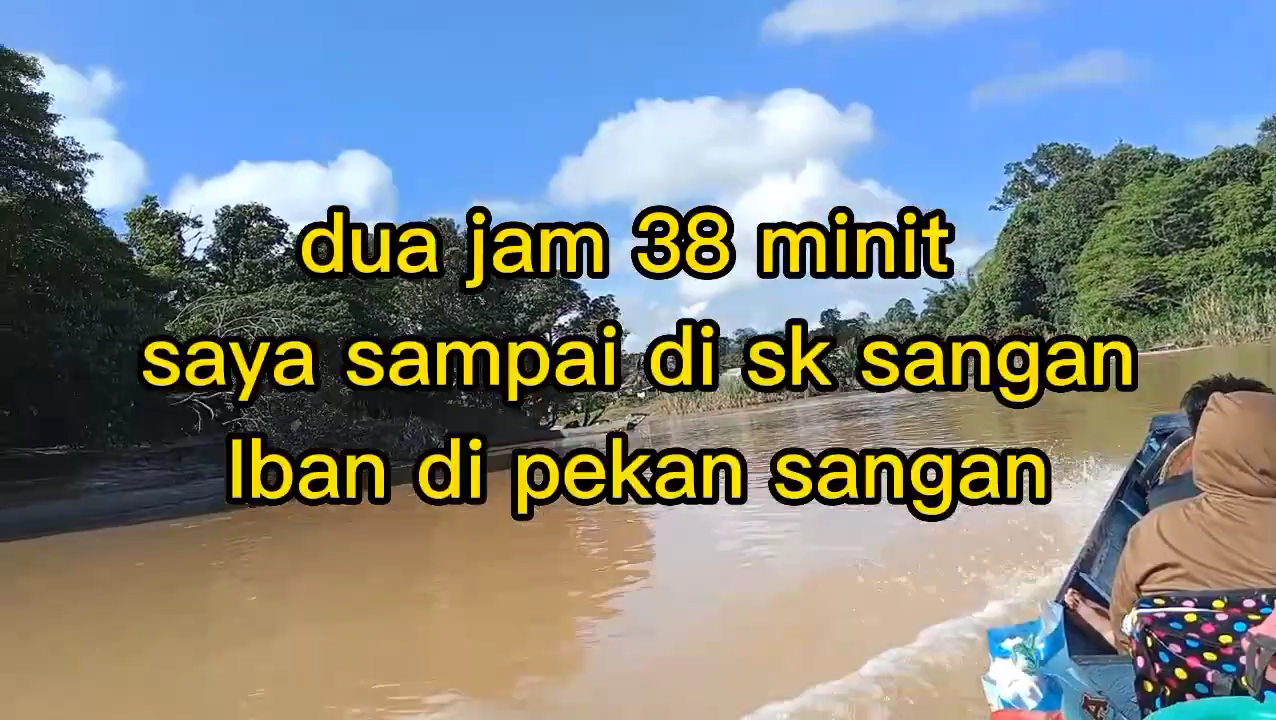 dua jam 38 minit
saya sampai di sk sangan
Iban di pekan sangan